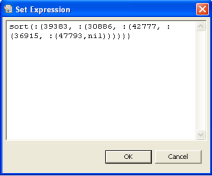 Set Expression
sort(:(39383, :(30886, :(42777, :
(36915, :(47793,nil))))))
OK
Cancel